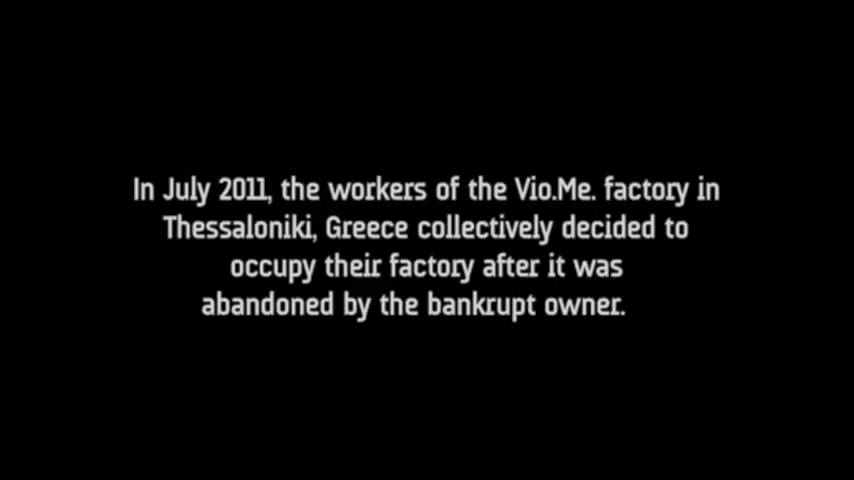 In July 2011, the workers of the Vio.Me. factory in
Thessaloniki, Greece collectively decided to
occupy their factory after it was
abandoned by the bankrupt owner.